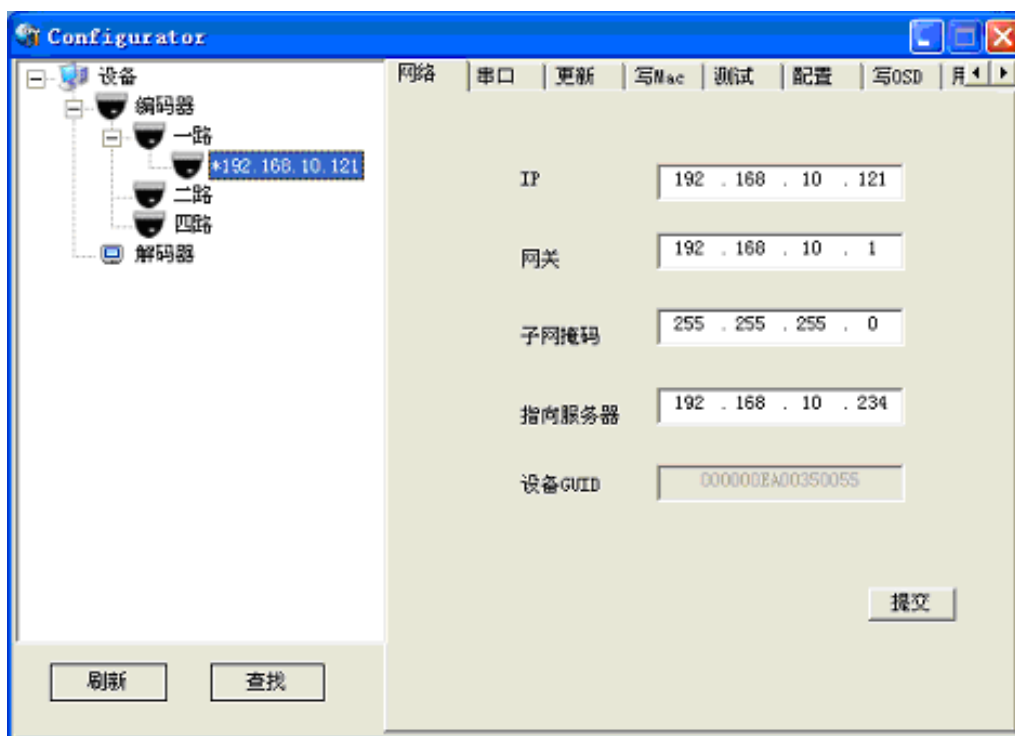 Configurator
设备
编码器
一路
*192.168.10.121
二路
四路
解码器
刷新 查找
网络 串口 更新 写Mac 测试 配置 写OSD
IP 192 . 168 . 10 . 121
网关 192 . 168 . 10 . 1
子网掩码 255 . 255 . 255 . 0
指向服务器 192 . 168 . 10 . 234
设备GUID 000000EA00350055
提交